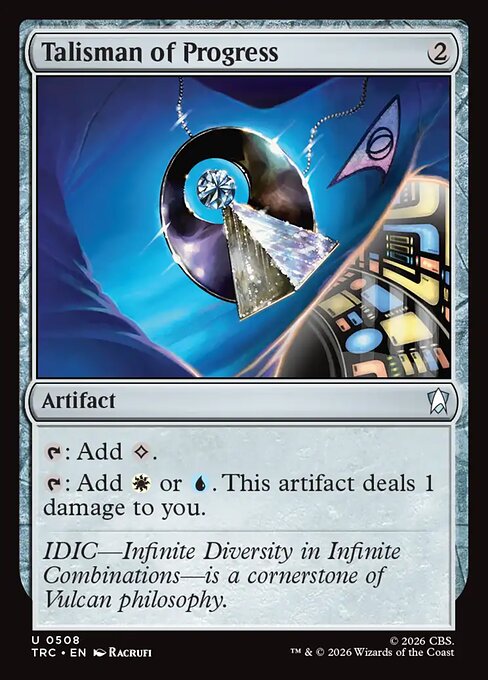 Talisman of Progress 2
Artifact
: Add .
: Add or . This artifact deals 1
damage to you.
IDIC—Infinite Diversity in Infinite
Combinations—is a cornerstone of
Vulcan philosophy.
U 0508
TRC • EN Racrufi
© 2026 CBS.
™ & © 2026 Wizards of the Coast